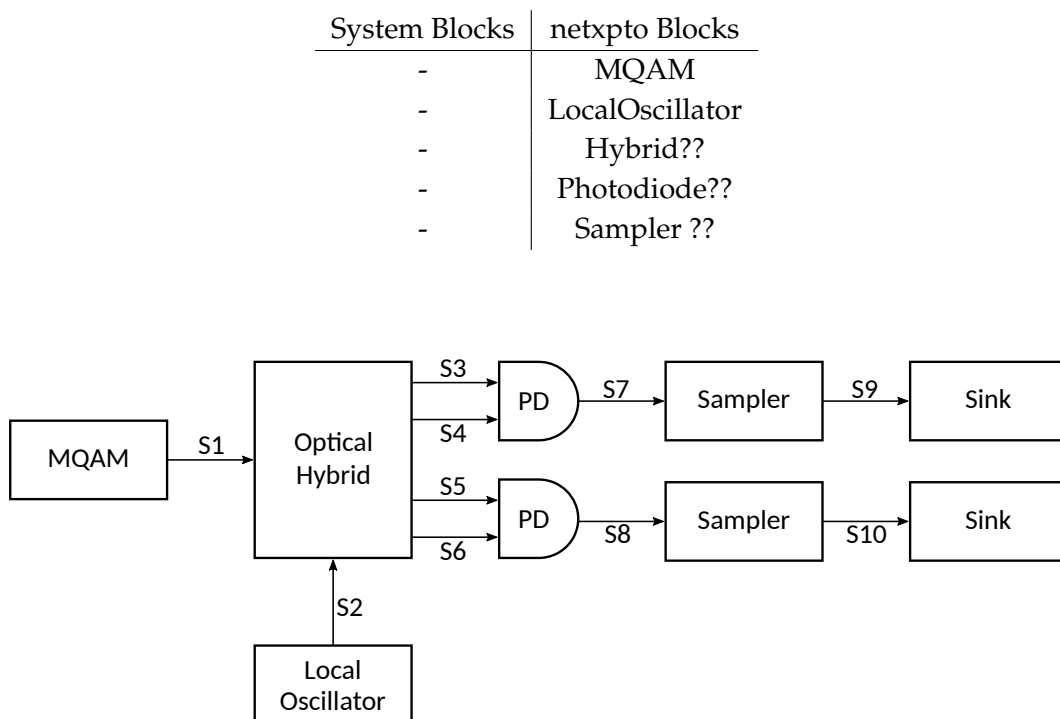 System Blocks netxpto Blocks
- MQAM
- LocalOscillator
- Hybrid??
- Photodiode??
- Sampler ??
S3
S4
S5
S6
PD
S7
Sampler
S9
Sink
MQAM
S1
Optical
Hybrid
PD
S8
Sampler
S10
Sink
S2
Local
Oscillator